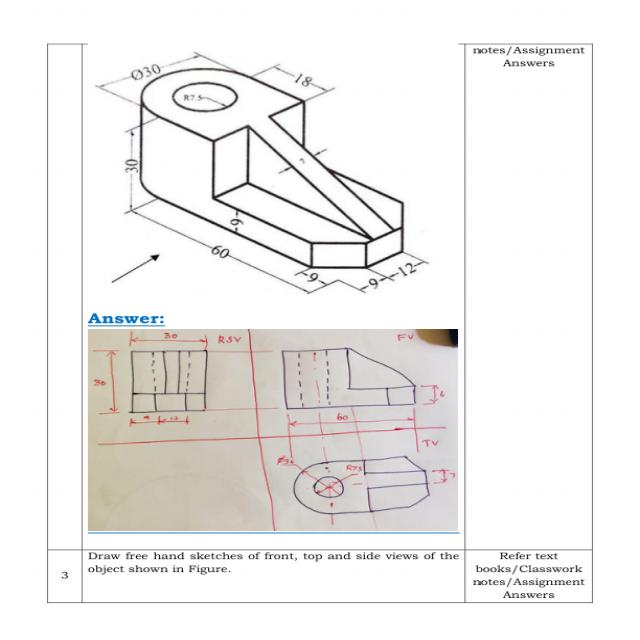 notes/Assignment
Answers
Ø30
18
R7.5
7
30
6
60
9
9
12
Answer:
30
RSV
FV
30
6
9
12
60
TV
Ø30
R7.5
7
3
Draw free hand sketches of front, top and side views of the
object shown in Figure.
Refer text
books/Classwork
notes/Assignment
Answers